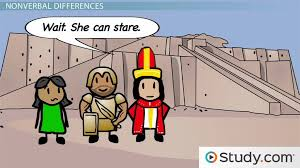 NONVERBAL DIFFERENCES
Wait. She can stare.
Study.com